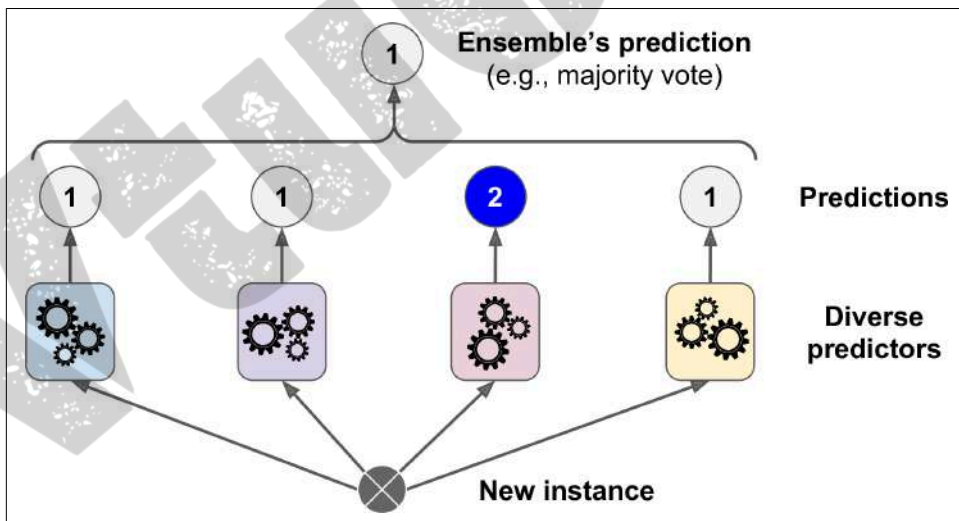 1
Ensemble's prediction
(e.g., majority vote)
1
1
2
1
Predictions
Diverse
predictors
New instance